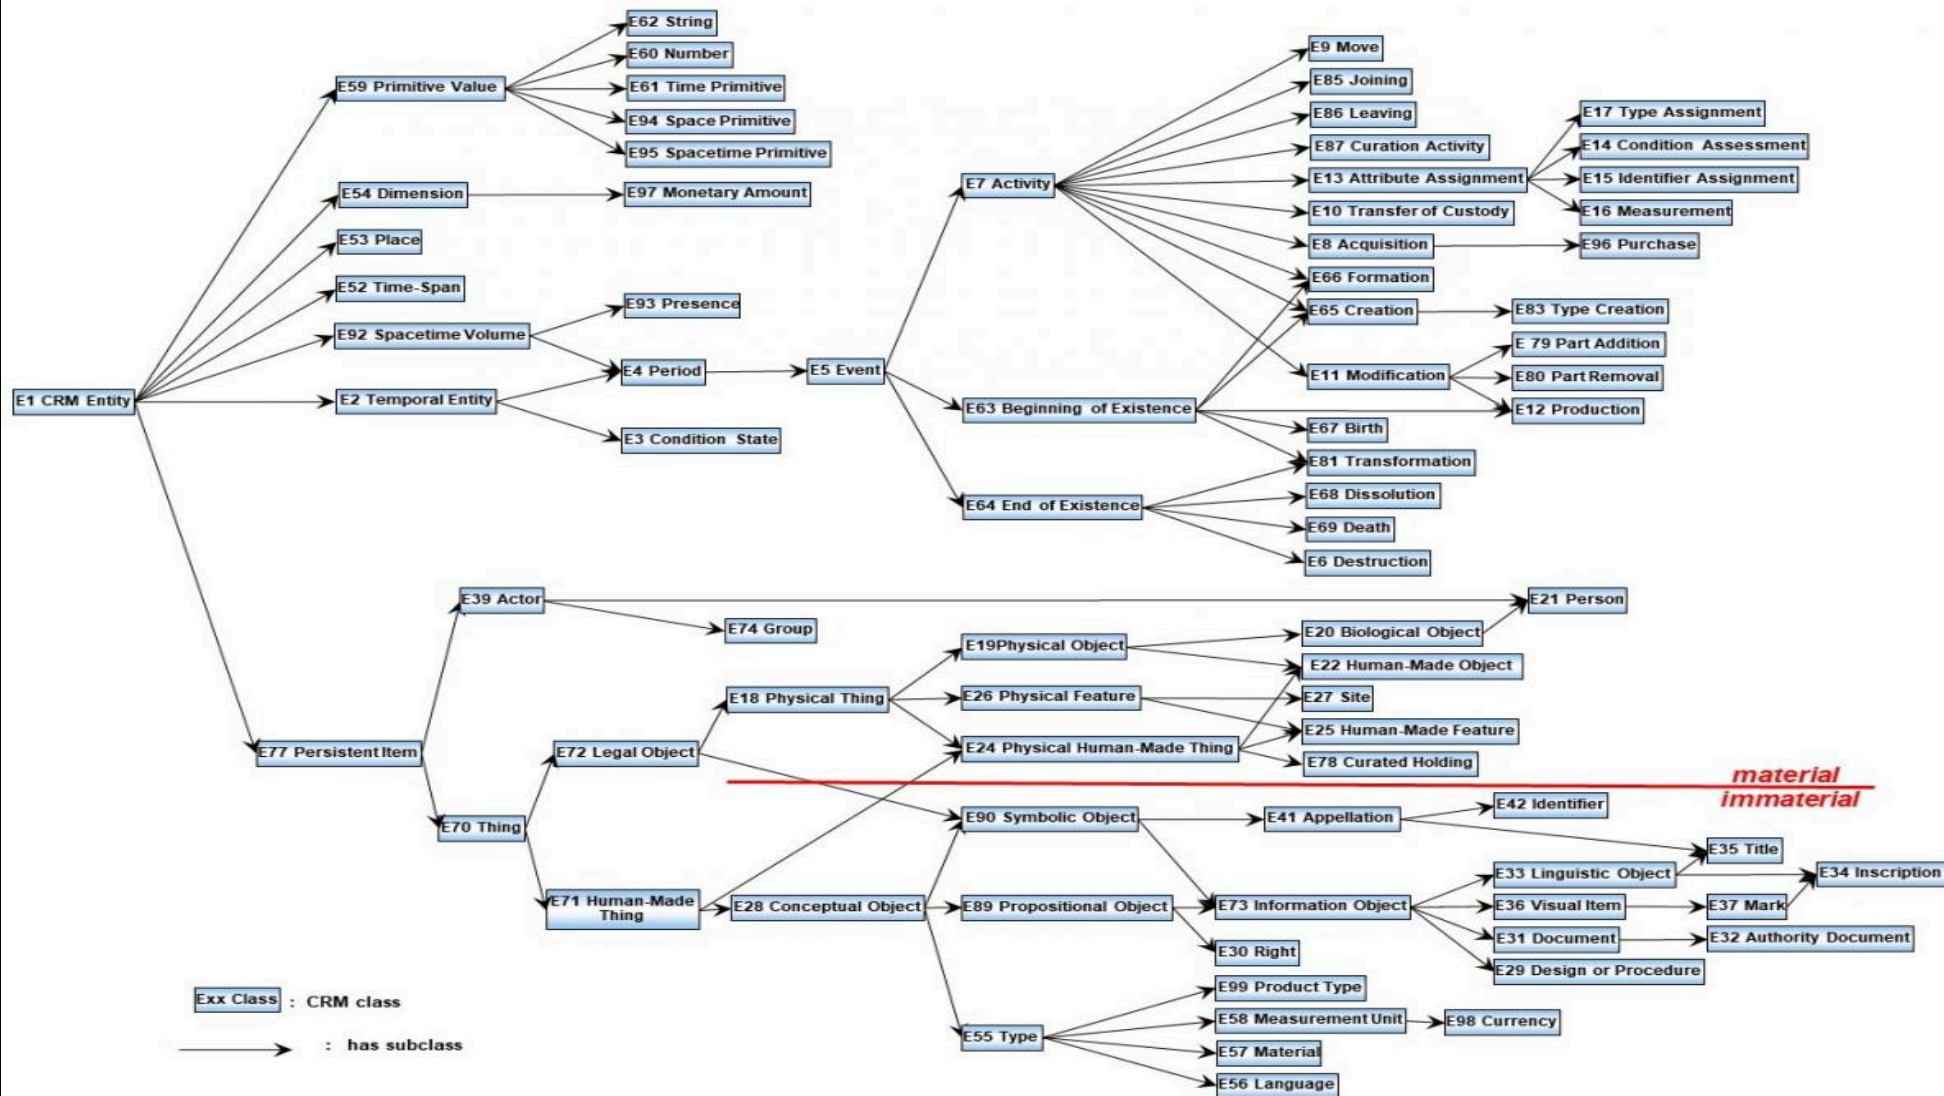 E62 String
E60 Number
E59 Primitive Value
E61 Time Primitive
E94 Space Primitive
E95 Spacetime Primitive
E54 Dimension
E97 Monetary Amount
E53 Place
E52 Time-Span
E93 Presence
E92 Spacetime Volume
E4 Period
E5 Event
E1 CRM Entity
E2 Temporal Entity
E3 Condition State
E9 Move
E85 Joining
E86 Leaving
E87 Curation Activity
E7 Activity
E13 Attribute Assignment
E10 Transfer of Custody
E8 Acquisition
E66 Formation
E65 Creation
E11 Modification
E17 Type Assignment
E14 Condition Assessment
E15 Identifier Assignment
E16 Measurement
E96 Purchase
E83 Type Creation
E 79 Part Addition
E80 Part Removal
E12 Production
E63 Beginning of Existence
E67 Birth
E81 Transformation
E64 End of Existence
E68 Dissolution
E69 Death
E6 Destruction
E39 Actor
E21 Person
E74 Group
E19Physical Object
E20 Biological Object
E22 Human-Made Object
E18 Physical Thing
E26 Physical Feature
E27 Site
E25 Human-Made Feature
E77 Persistent Item
E72 Legal Object
E24 Physical Human-Made Thing
E78 Curated Holding
material
immaterial
E70 Thing
E90 Symbolic Object
E41 Appellation
E42 Identifier
E35 Title
E33 Linguistic Object
E34 Inscription
E71 Human-Made
Thing
E28 Conceptual Object
E89 Propositional Object
E73 Information Object
E36 Visual Item
E37 Mark
E31 Document
E32 Authority Document
E30 Right
E29 Design or Procedure
E99 Product Type
E58 Measurement Unit
E98 Currency
E55 Type
E57 Material
E56 Language
Exx Class : CRM class
: has subclass